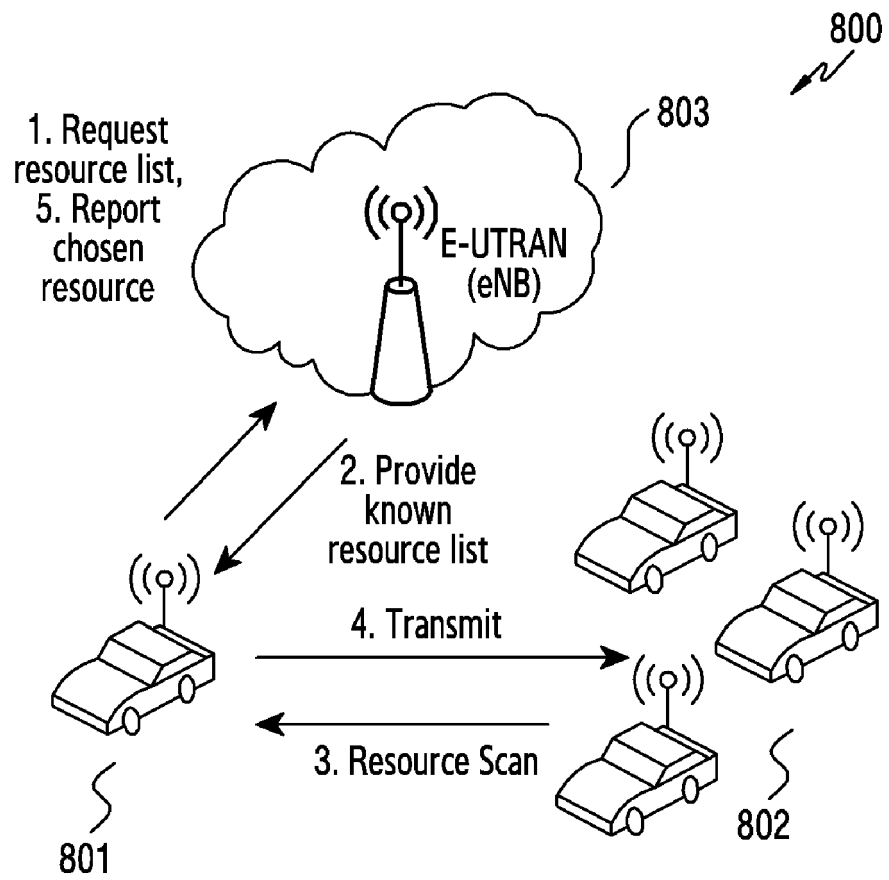 800
803
1. Request
resource list,
5. Report
chosen
resource
E-UTRAN
(eNB)
2. Provide
known
resource list
4. Transmit
3. Resource Scan
801
802